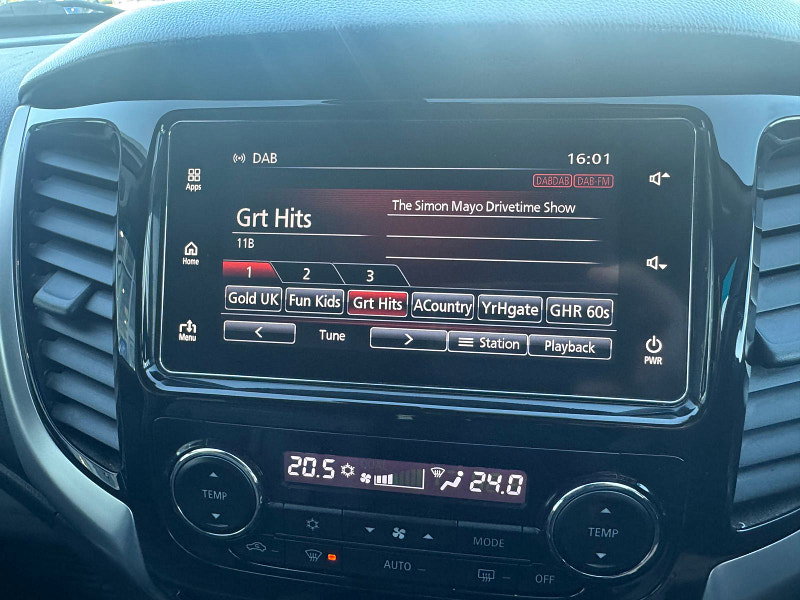 DAB 16:01
DABDAB DAB-FM
Apps
The Simon Mayo Drivetime Show
Grt Hits
11B
Home
1 2 3
Gold UK Fun Kids Grt Hits ACountry YrHgate GHR 60s
Menu
< Tune > Station Playback
PWR
20.5 24.0
TEMP
TEMP
MODE
AUTO
OFF